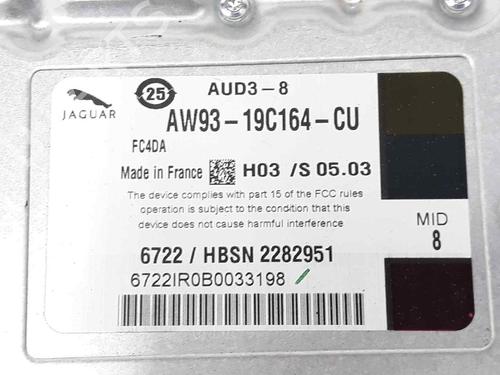 25
AUD3-8
JAGUAR
AW93-19C164-CU
FC4DA
Made in France H03 /S 05.03
The device complies with part 15 of the FCC rules
operation is subject to the condition that this
device does not cause harmful interference
MID
8
6722 / HBSN 2282951
6722IR0B0033198